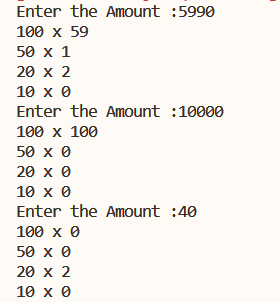 Enter the Amount :5990
100 x 59
50 x 1
20 x 2
10 x 0
Enter the Amount :10000
100 x 100
50 x 0
20 x 0
10 x 0
Enter the Amount :40
100 x 0
50 x 0
20 x 2
10 x 0